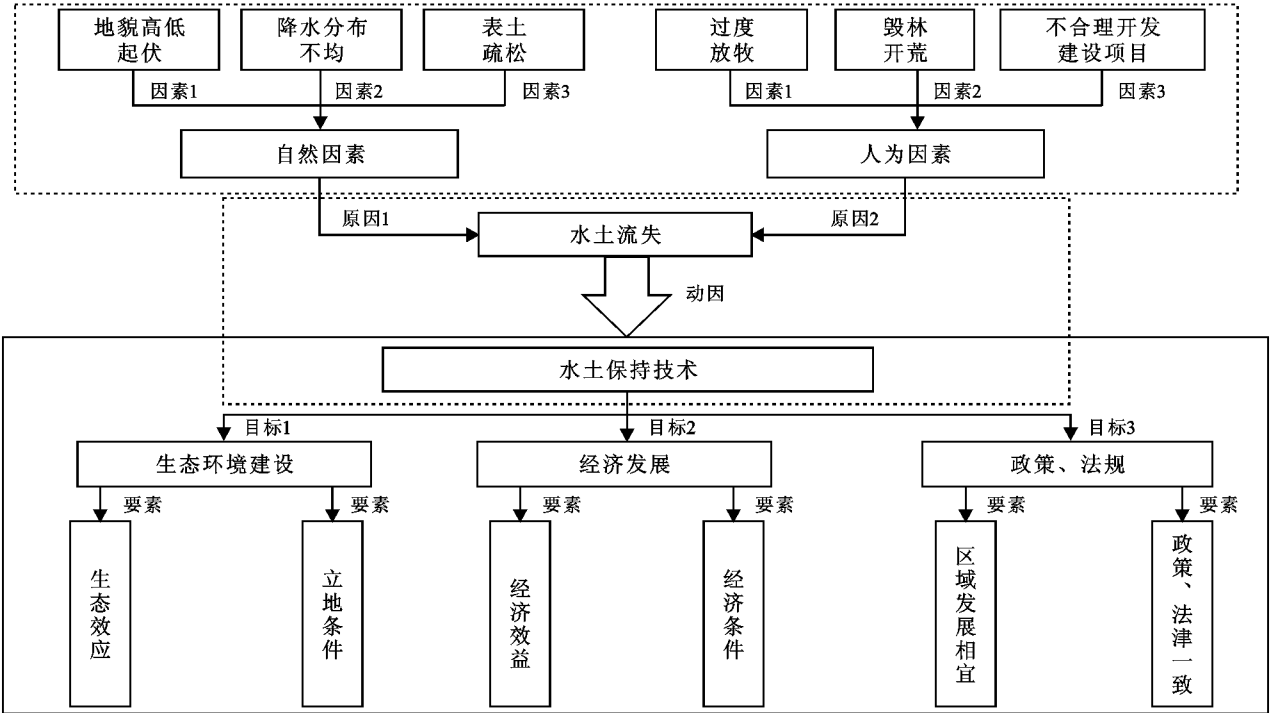 地貌高低
起伏
降水分布
不均
表土
疏松
过度
放牧
毁林
开荒
不合理开发
建设项目
因素1
因素2
因素3
因素1
因素2
因素3
自然因素
人为因素
原因1
水土流失
原因2
动因
水土保持技术
目标1
目标2
目标3
生态环境建设
经济发展
政策、法规
要素
要素
要素
要素
要素
要素
生态效应
立地条件
经济效益
经济条件
区域发展相宜
政策、法津一致